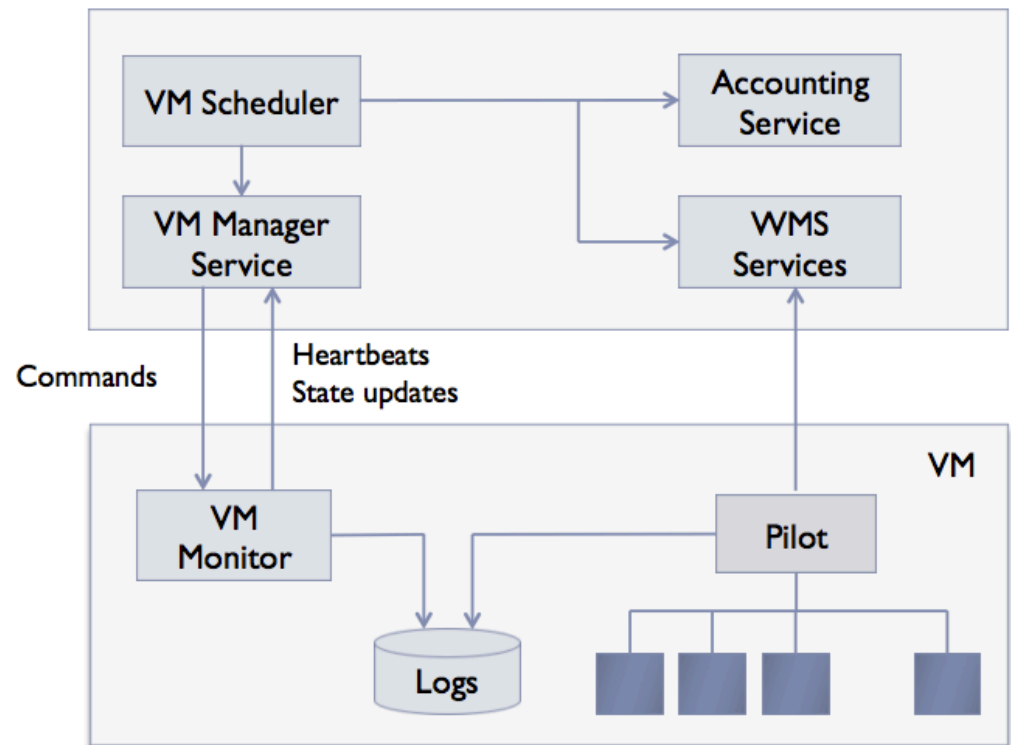 VM Scheduler
Accounting
Service
VM Manager
Service
WMS
Services
Commands
Heartbeats
State updates
VM
VM
Monitor
Pilot
Logs